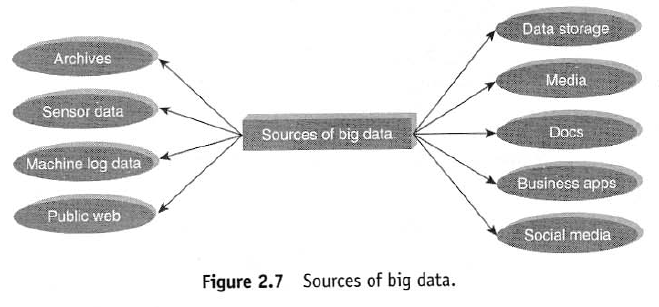 Archives
Sensor data
Machine log data
Public web
Sources of big data
Data storage
Media
Docs
Business apps
Social media
Figure 2.7 Sources of big data.